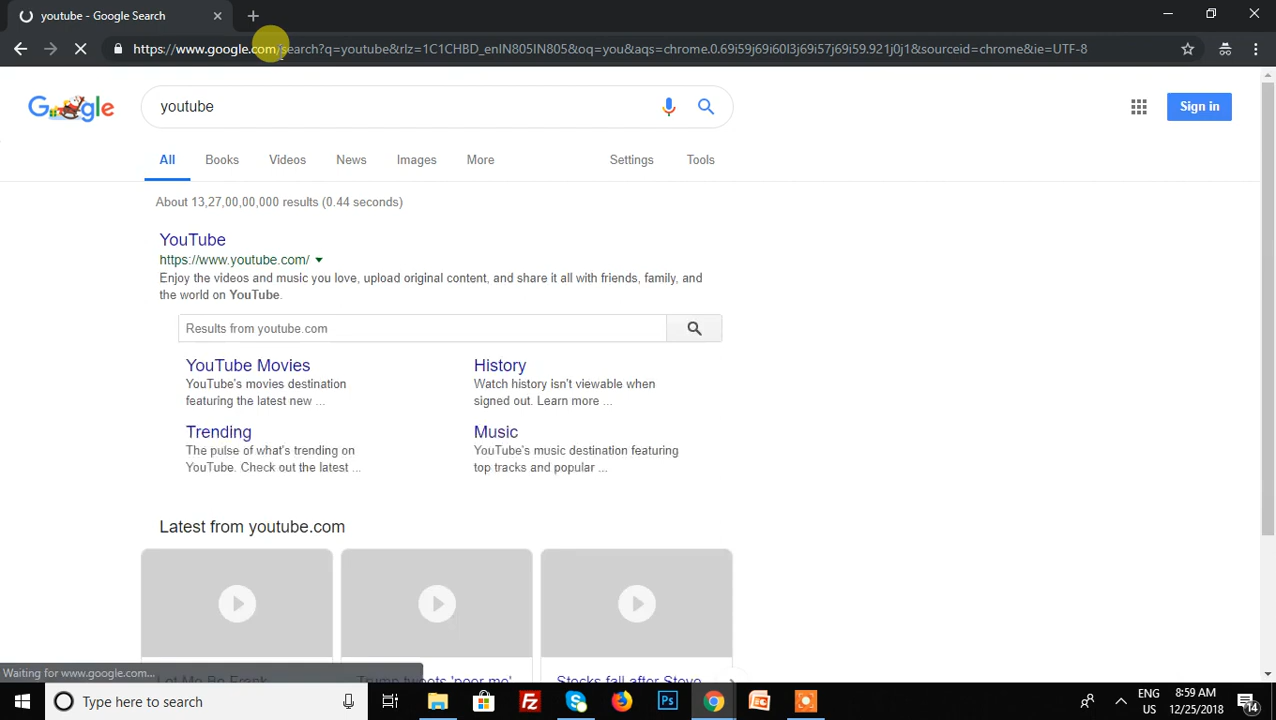 youtube - Google Search
https://www.google.com/search?q=youtube&rlz=1C1CHBD_enIN805IN805&oq=you&aqs=chrome.0.69i59j69i60l3j69i57j69i59.921j0j1&sourceid=chrome&ie=UTF-8
Google
youtube
Sign in
All Books Videos News Images More Settings Tools
About 13,27,00,00,000 results (0.44 seconds)
YouTube
https://www.youtube.com/
Enjoy the videos and music you love, upload original content, and share it all with friends, family, and
the world on YouTube.
Results from youtube.com
YouTube Movies
YouTube's movies destination
featuring the latest new ...
History
Watch history isn't viewable when
signed out. Learn more ...
Trending
The pulse of what's trending on
YouTube. Check out the latest ...
Music
YouTube's music destination featuring
top tracks and popular ...
Latest from youtube.com
Let Me Be Frank
Trump tweets 'poor me'
Stocks fall after Steve
Waiting for www.google.com...
Type here to search
Ps
ENG
US
8:59 AM
12/25/2018
14